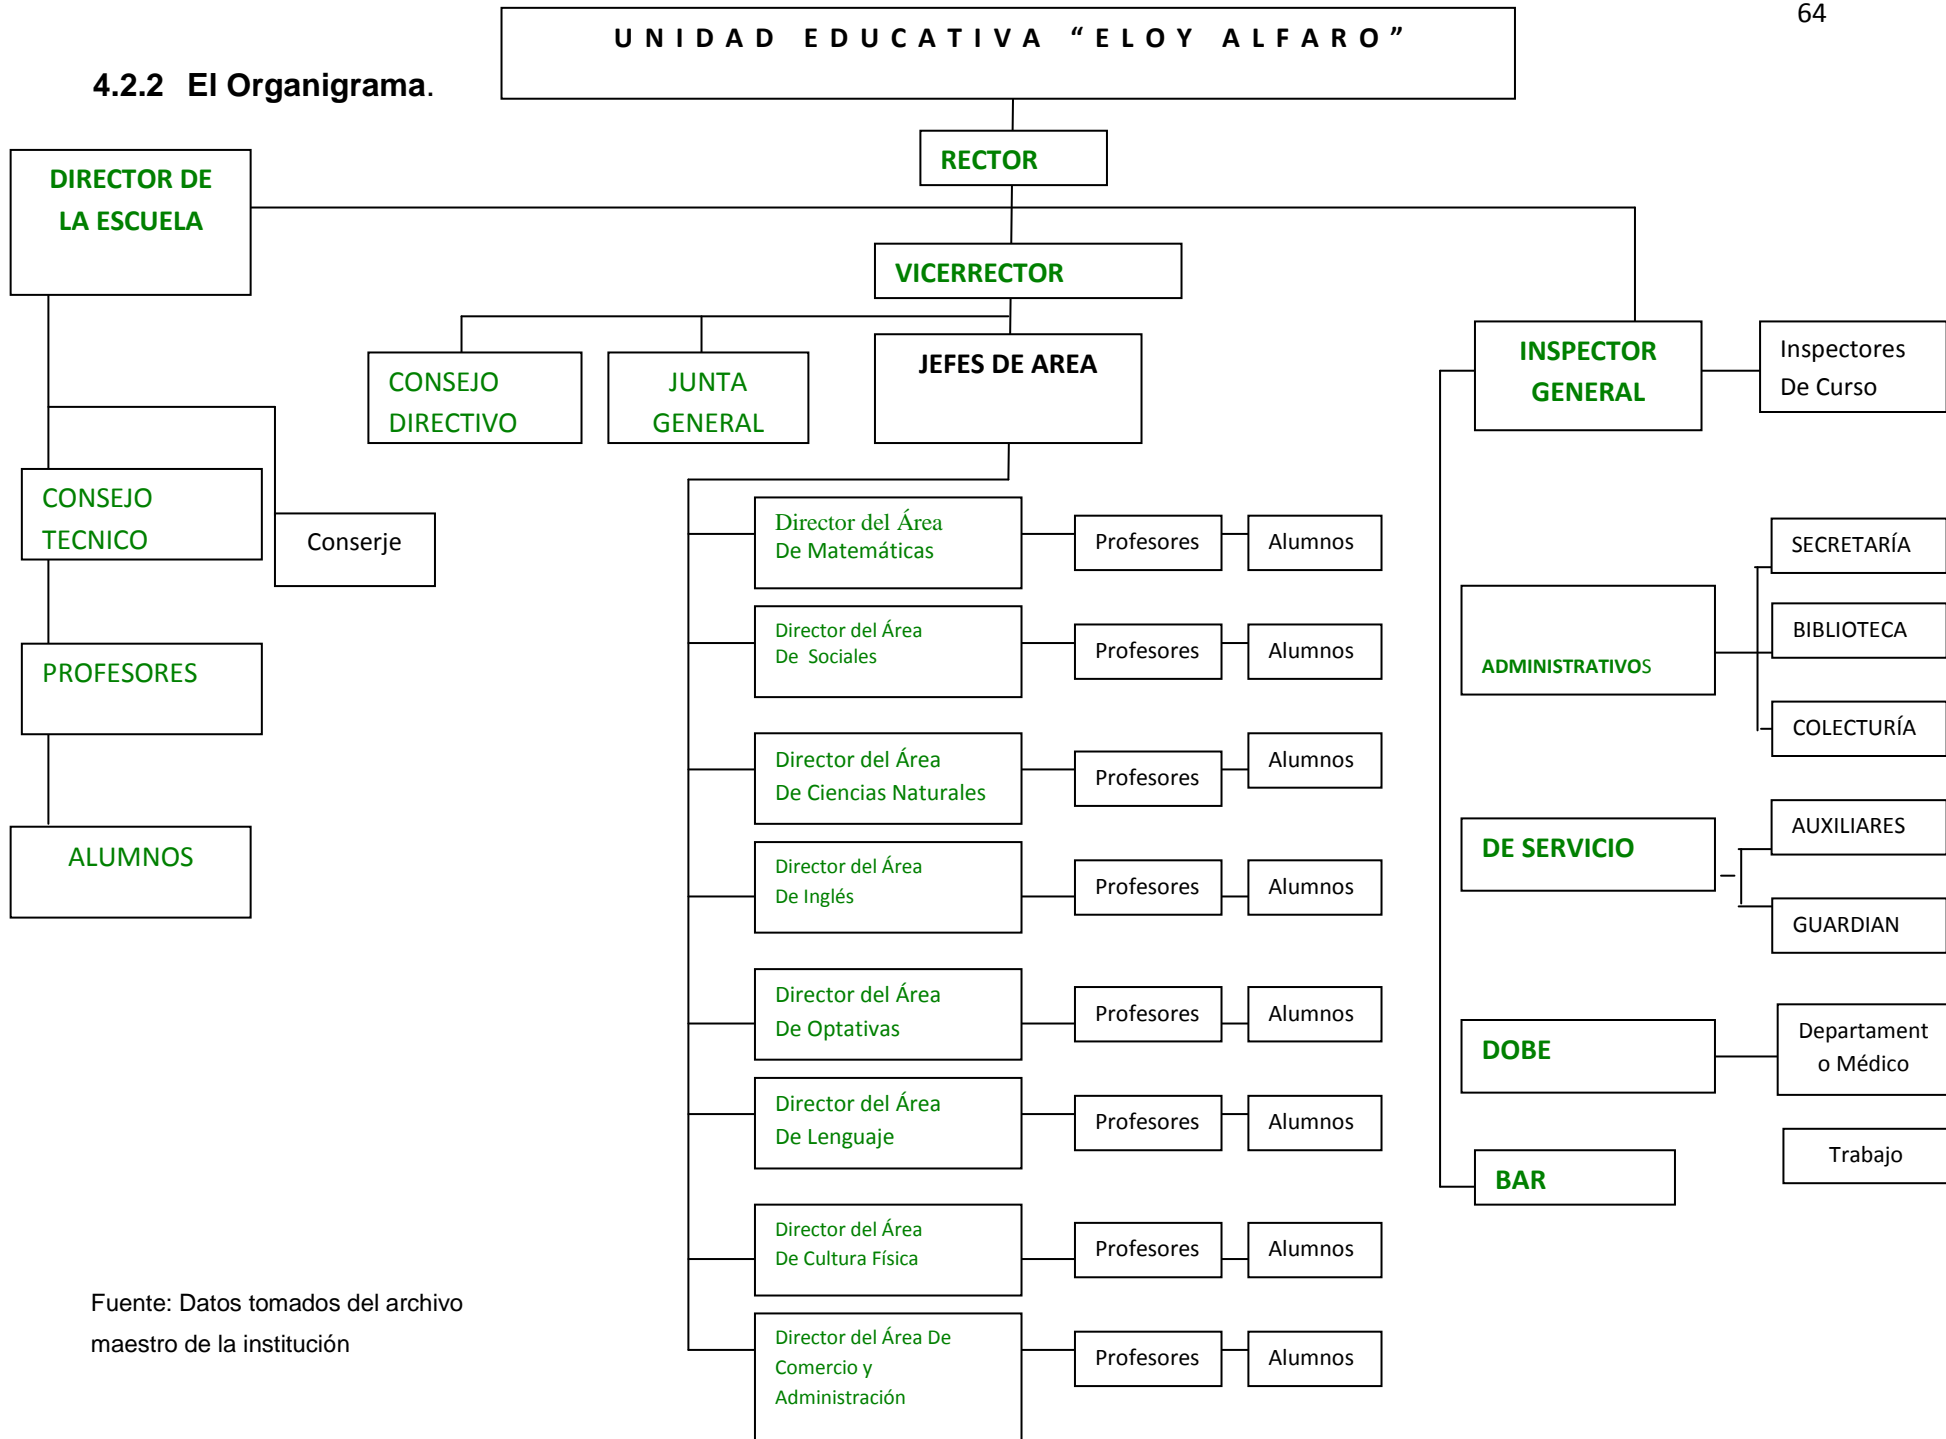 64
UNIDAD EDUCATIVA “ELOY ALFARO”
4.2.2 El Organigrama.
RECTOR
DIRECTOR DE
LA ESCUELA
VICERRECTOR
CONSEJO
DIRECTIVO
JUNTA
GENERAL
JEFES DE AREA
INSPECTOR
GENERAL
Inspectores
De Curso
CONSEJO
TECNICO
Conserje
PROFESORES
ALUMNOS
Director del Área
De Matemáticas
Profesores
Alumnos
Director del Área
De Sociales
Profesores
Alumnos
Director del Área
De Ciencias Naturales
Profesores
Alumnos
Director del Área
De Inglés
Profesores
Alumnos
Director del Área
De Optativas
Profesores
Alumnos
Director del Área
De Lenguaje
Profesores
Alumnos
Director del Área
De Cultura Física
Profesores
Alumnos
Director del Área De
Comercio y
Administración
Profesores
Alumnos
ADMINISTRATIVOS
SECRETARÍA
BIBLIOTECA
COLECTURÍA
DE SERVICIO
AUXILIARES
GUARDIAN
DOBE
Departament
o Médico
Trabajo
BAR
Fuente: Datos tomados del archivo
maestro de la institución